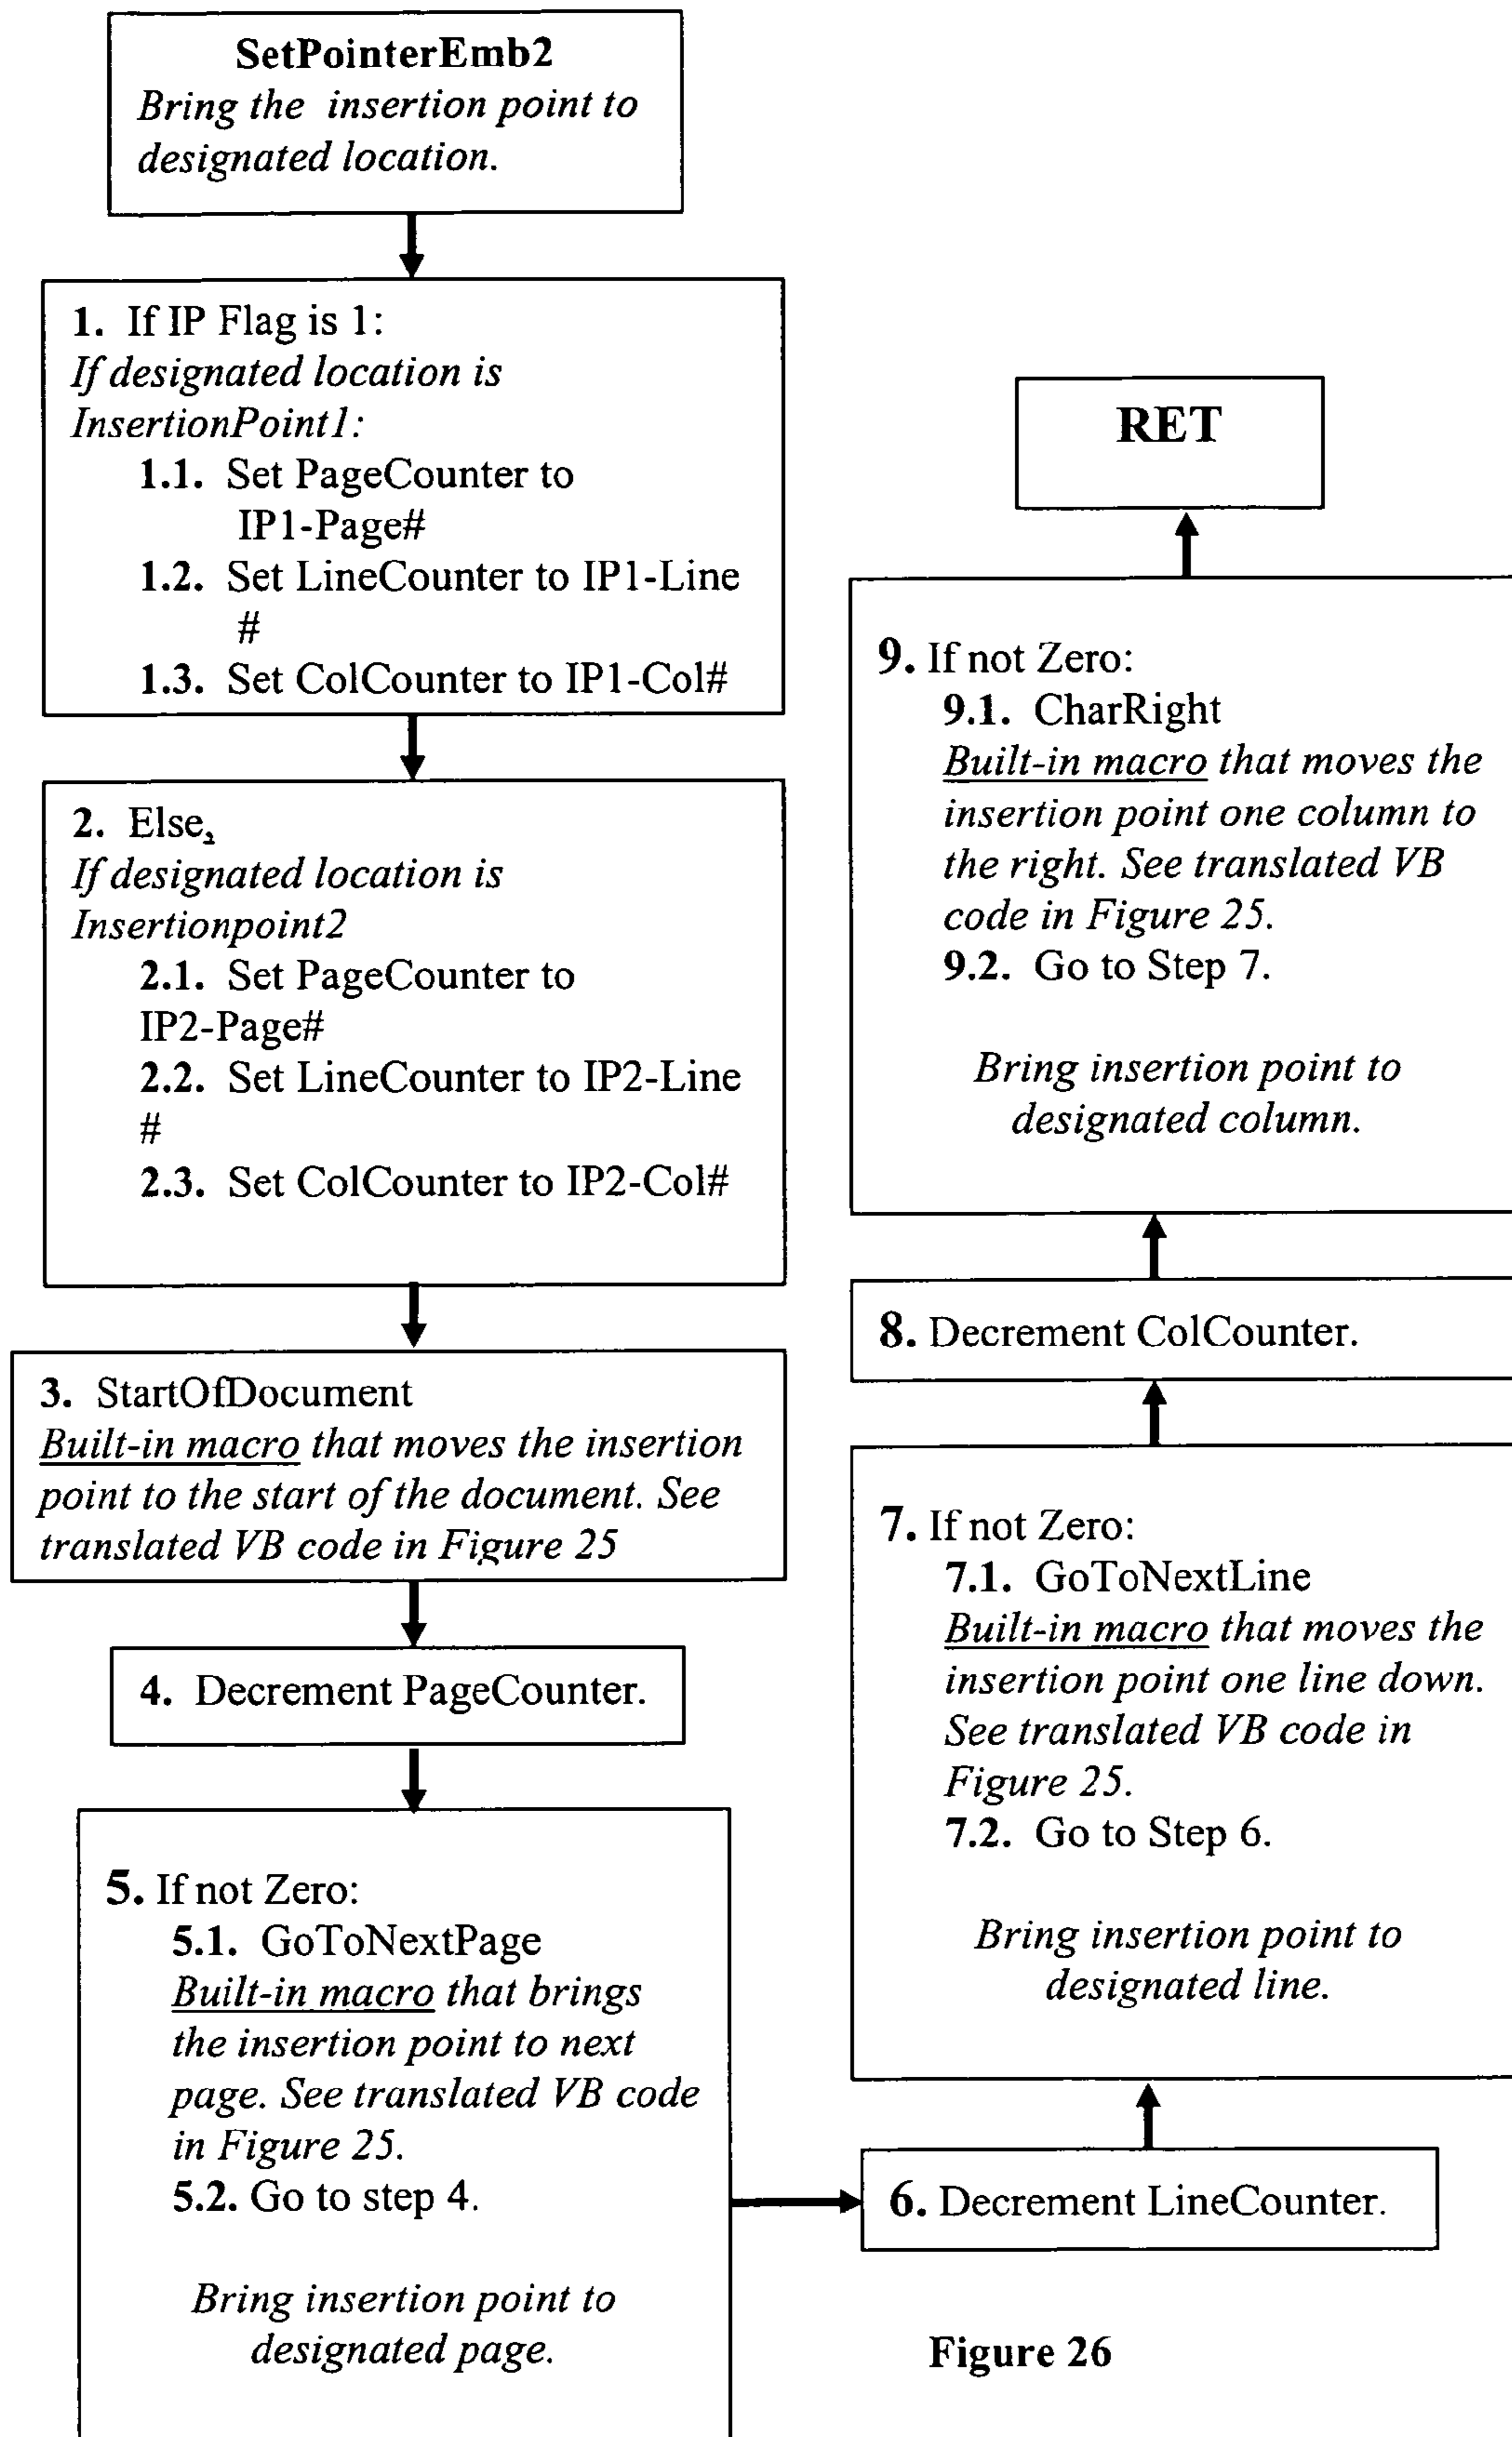 SetPointerEmb2
Bring the insertion point to
designated location.
1. If IP Flag is 1:
If designated location is
InsertionPoint1:
1.1. Set PageCounter to
IP1-Page#
1.2. Set LineCounter to IP1-Line
#
1.3. Set ColCounter to IP1-Col#
2. Else,
If designated location is
Insertionpoint2
2.1. Set PageCounter to
IP2-Page#
2.2. Set LineCounter to IP2-Line
#
2.3. Set ColCounter to IP2-Col#
3. StartOfDocument
Built-in macro that moves the insertion
point to the start of the document. See
translated VB code in Figure 25
4. Decrement PageCounter.
5. If not Zero:
5.1. GoToNextPage
Built-in macro that brings
the insertion point to next
page. See translated VB code
in Figure 25.
5.2. Go to step 4.
Bring insertion point to
designated page.
6. Decrement LineCounter.
7. If not Zero:
7.1. GoToNextLine
Built-in macro that moves the
insertion point one line down.
See translated VB code in
Figure 25.
7.2. Go to Step 6.
Bring insertion point to
designated line.
8. Decrement ColCounter.
9. If not Zero:
9.1. CharRight
Built-in macro that moves the
insertion point one column to
the right. See translated VB
code in Figure 25.
9.2. Go to Step 7.
Bring insertion point to
designated column.
RET
Figure 26